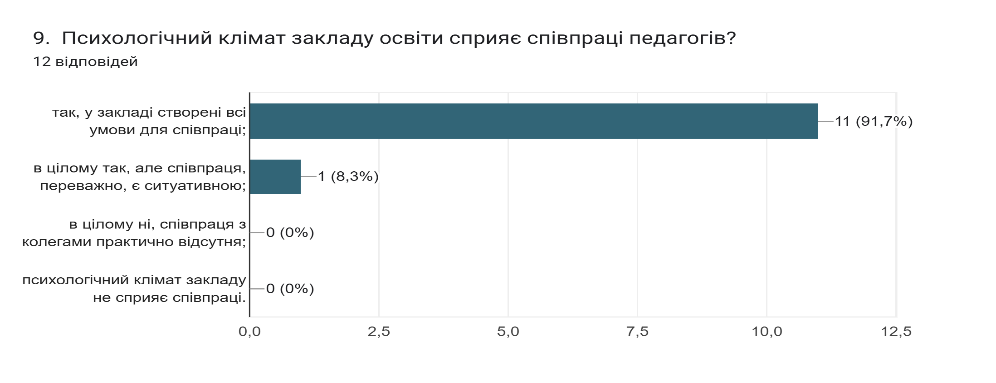 9.  Психологічний клімат закладу освіти сприяє співпраці педагогів?
12 відповідей
так, у закладі створені всі
умови для співпраці;
11 (91,7%)
в цілому так, але співпраця,
переважно, є ситуативною;
1 (8,3%)
в цілому ні, співпраця з
колегами практично відсутня;
0 (0%)
психологічний клімат закладу
не сприяє співпраці.
0 (0%)
0,0 2,5 5,0 7,5 10,0 12,5